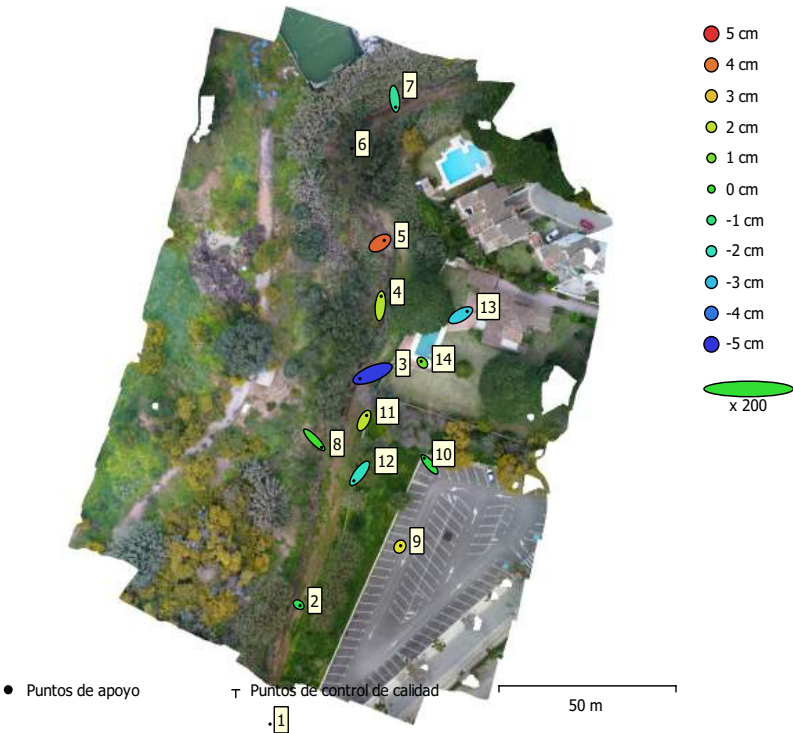 7
6
5
4
13
3
14
11
8
12
10
9
2
1
5 cm
4 cm
3 cm
2 cm
1 cm
0 cm
-1 cm
-2 cm
-3 cm
-4 cm
-5 cm
x 200
Puntos de apoyo
Puntos de control de calidad
50 m